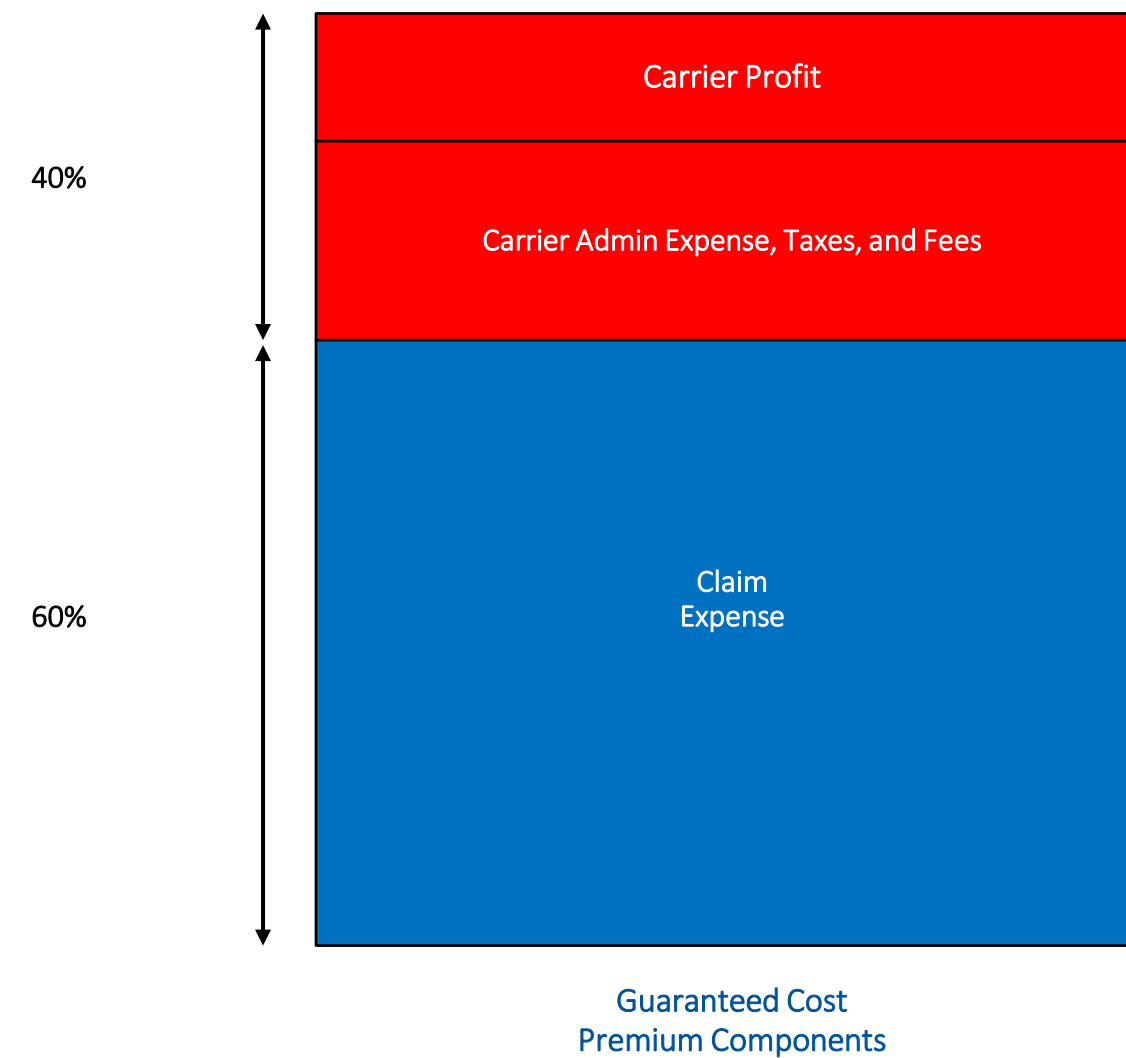 Carrier Profit
40%
Carrier Admin Expense, Taxes, and Fees
Claim
Expense
60%
Guaranteed Cost
Premium Components